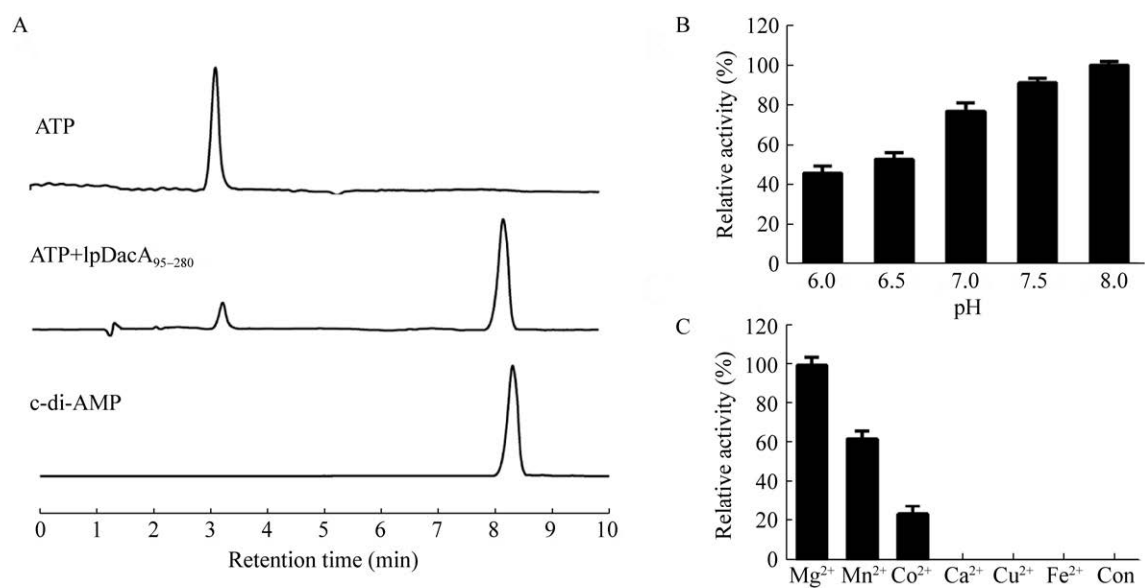 A
ATP
ATP+lpDacA₉₅₋₂₈₀
c-di-AMP
0 1 2 3 4 5 6 7 8 9 10
Retention time (min)
B
Relative activity (%)
120
100
80
60
40
20
0
6.0 6.5 7.0 7.5 8.0
pH
C
Relative activity (%)
120
100
80
60
40
20
0
Mg²⁺ Mn²⁺ Co²⁺ Ca²⁺ Cu²⁺ Fe²⁺ Con